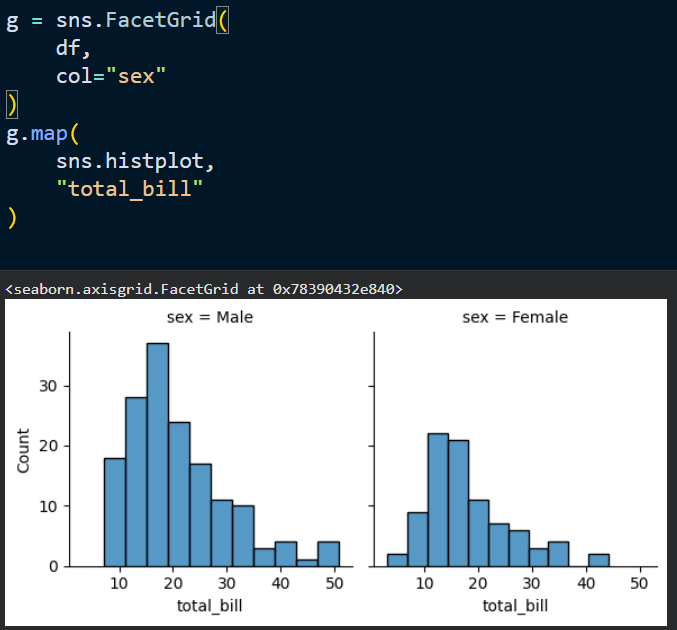 g = sns.FacetGrid(
    df,
    col="sex"
)
g.map(
    sns.histplot,
    "total_bill"
)
<seaborn.axisgrid.FacetGrid at 0x78390432e840>
sex = Male
sex = Female
Count
30
20
10
0
10 20 30 40 50
10 20 30 40 50
total_bill
total_bill